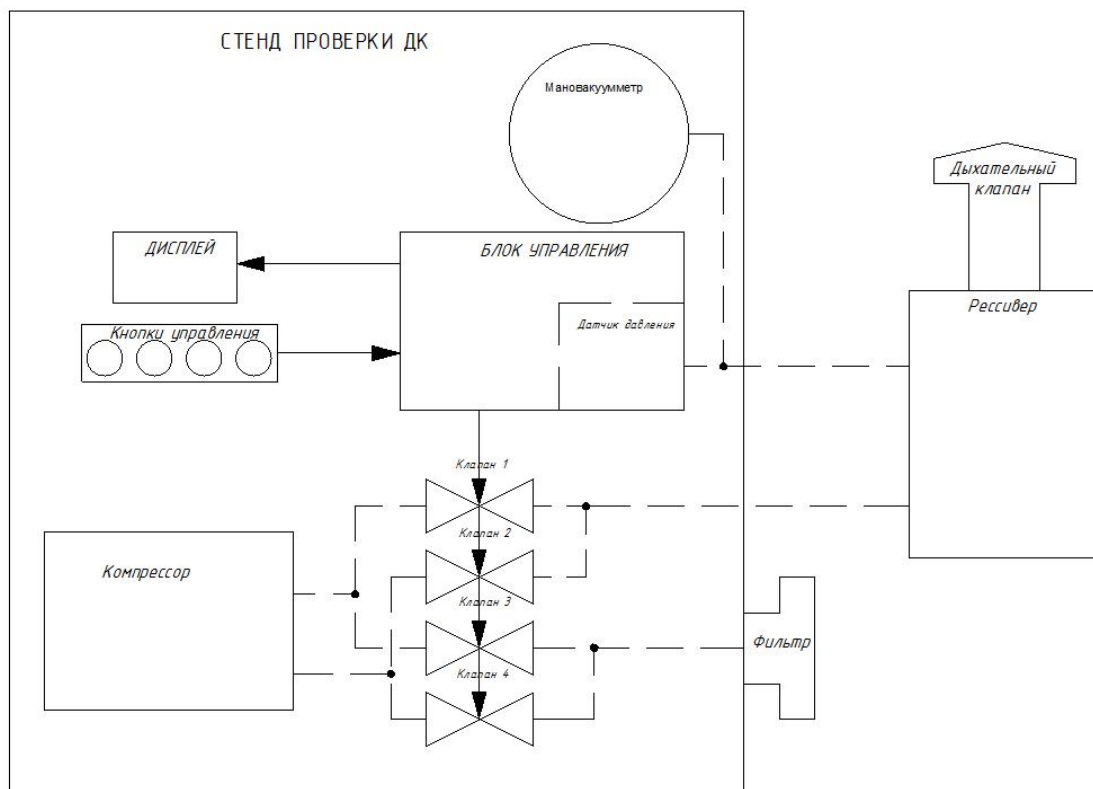 СТЕНД ПРОВЕРКИ ДК
Мановакуумметр
Дыхательный
клапан
ДИСПЛЕЙ
БЛОК УПРАВЛЕНИЯ
Рессивер
Кнопки управления
Датчик давления
Клапан 1
Клапан 2
Компрессор
Клапан 3
Фильтр
Клапан 4